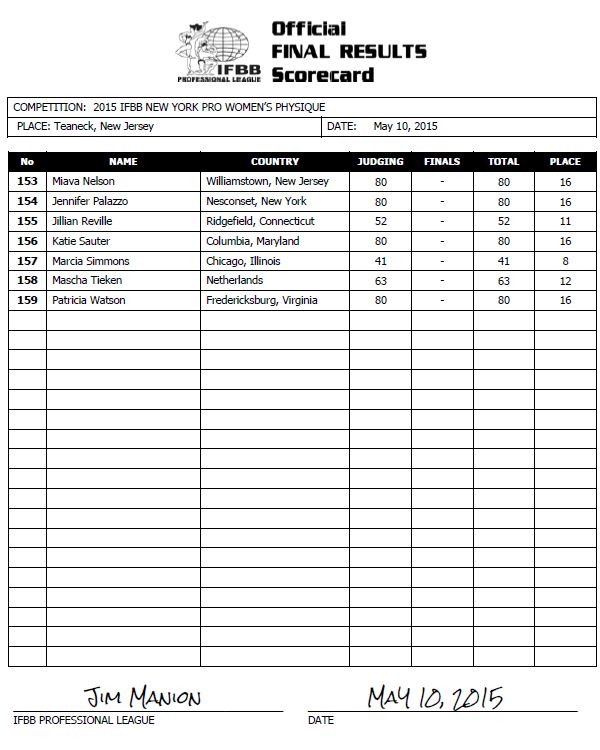 Official
FINAL RESULTS
Scorecard
IFBB
PROFESSIONAL LEAGUE
COMPETITION: 2015 IFBB NEW YORK PRO WOMEN'S PHYSIQUE
PLACE: Teaneck, New Jersey DATE: May 10, 2015
No NAME COUNTRY JUDGING FINALS TOTAL PLACE
153 Miava Nelson Williamstown, New Jersey 80 - 80 16
154 Jennifer Palazzo Nesconset, New York 80 - 80 16
155 Jillian Reville Ridgefield, Connecticut 52 - 52 11
156 Katie Sauter Columbia, Maryland 80 - 80 16
157 Marcia Simmons Chicago, Illinois 41 - 41 8
158 Mascha Tieken Netherlands 63 - 63 12
159 Patricia Watson Fredericksburg, Virginia 80 - 80 16
JIM MANION MAY 10, 2015
IFBB PROFESSIONAL LEAGUE DATE